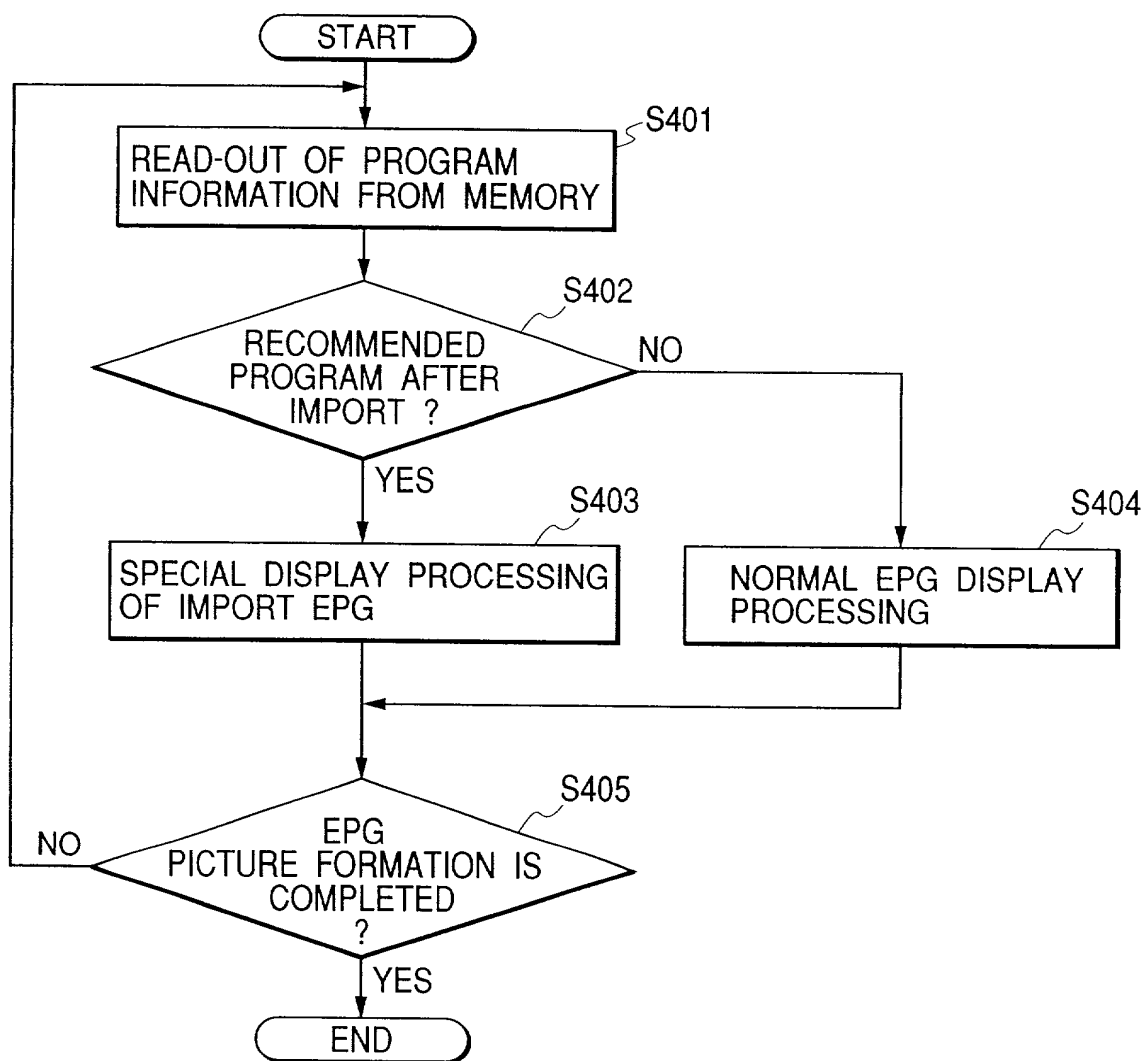 START
S401
READ-OUT OF PROGRAM
INFORMATION FROM MEMORY
S402
RECOMMENDED
PROGRAM AFTER
IMPORT ?
NO
YES
S403
SPECIAL DISPLAY PROCESSING
OF IMPORT EPG
S404
NORMAL EPG DISPLAY
PROCESSING
S405
EPG
PICTURE FORMATION IS
COMPLETED
?
NO
YES
END